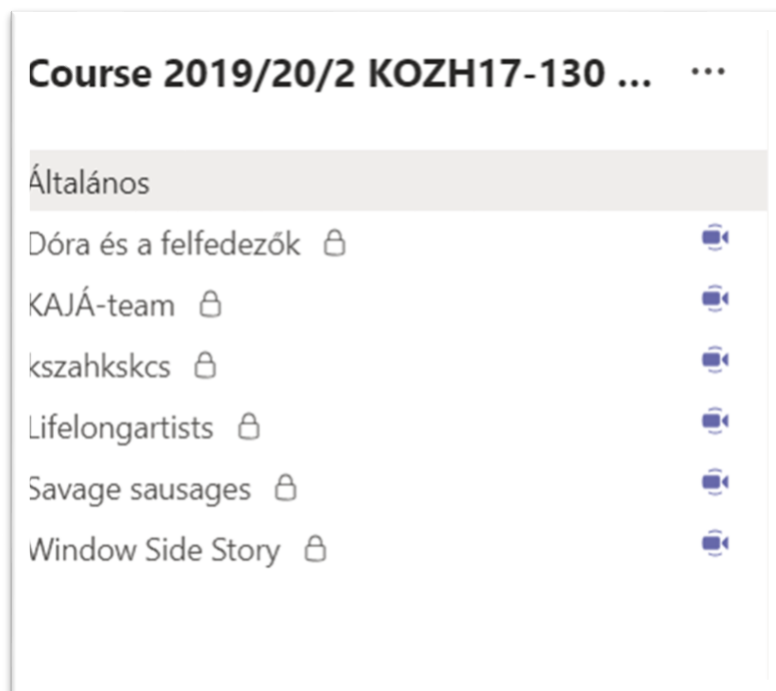 Course 2019/20/2 KOZH17-130 ...
Általános
Dóra és a felfedezők
KAJÁ-team
kszahkskcs
Lifelongartists
Savage sausages
Window Side Story